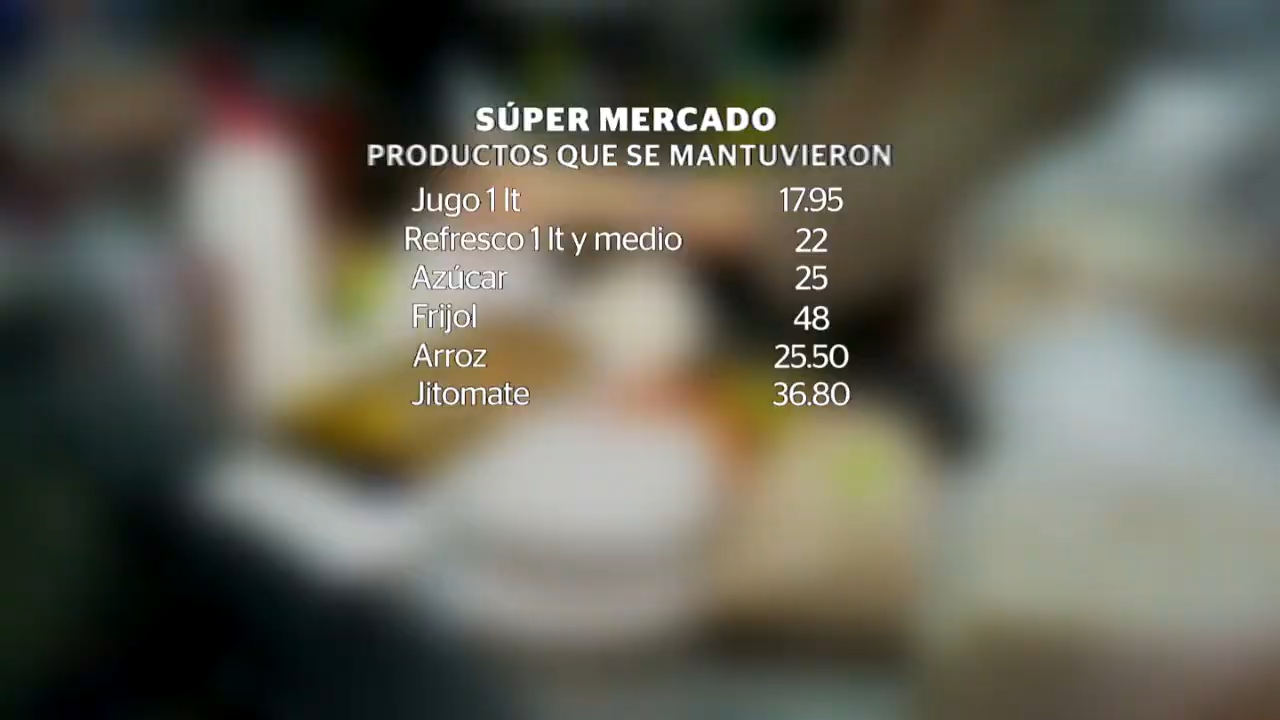 SÚPER MERCADO
PRODUCTOS QUE SE MANTUVIERON
Jugo 1 lt 17.95
Refresco 1 lt y medio 22
Azúcar 25
Frijol 48
Arroz 25.50
Jitomate 36.80